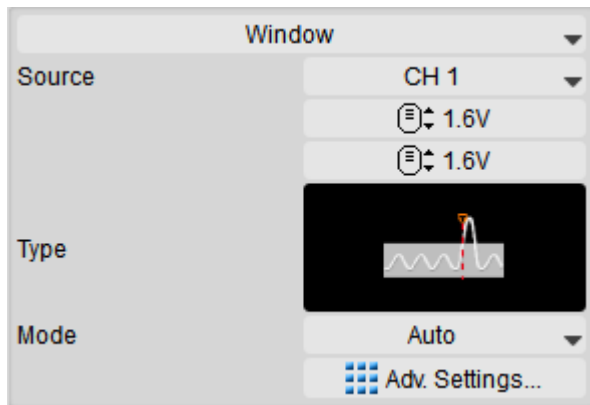 Window
Source
CH 1
1.6V
1.6V
Type
Mode
Auto
Adv. Settings...